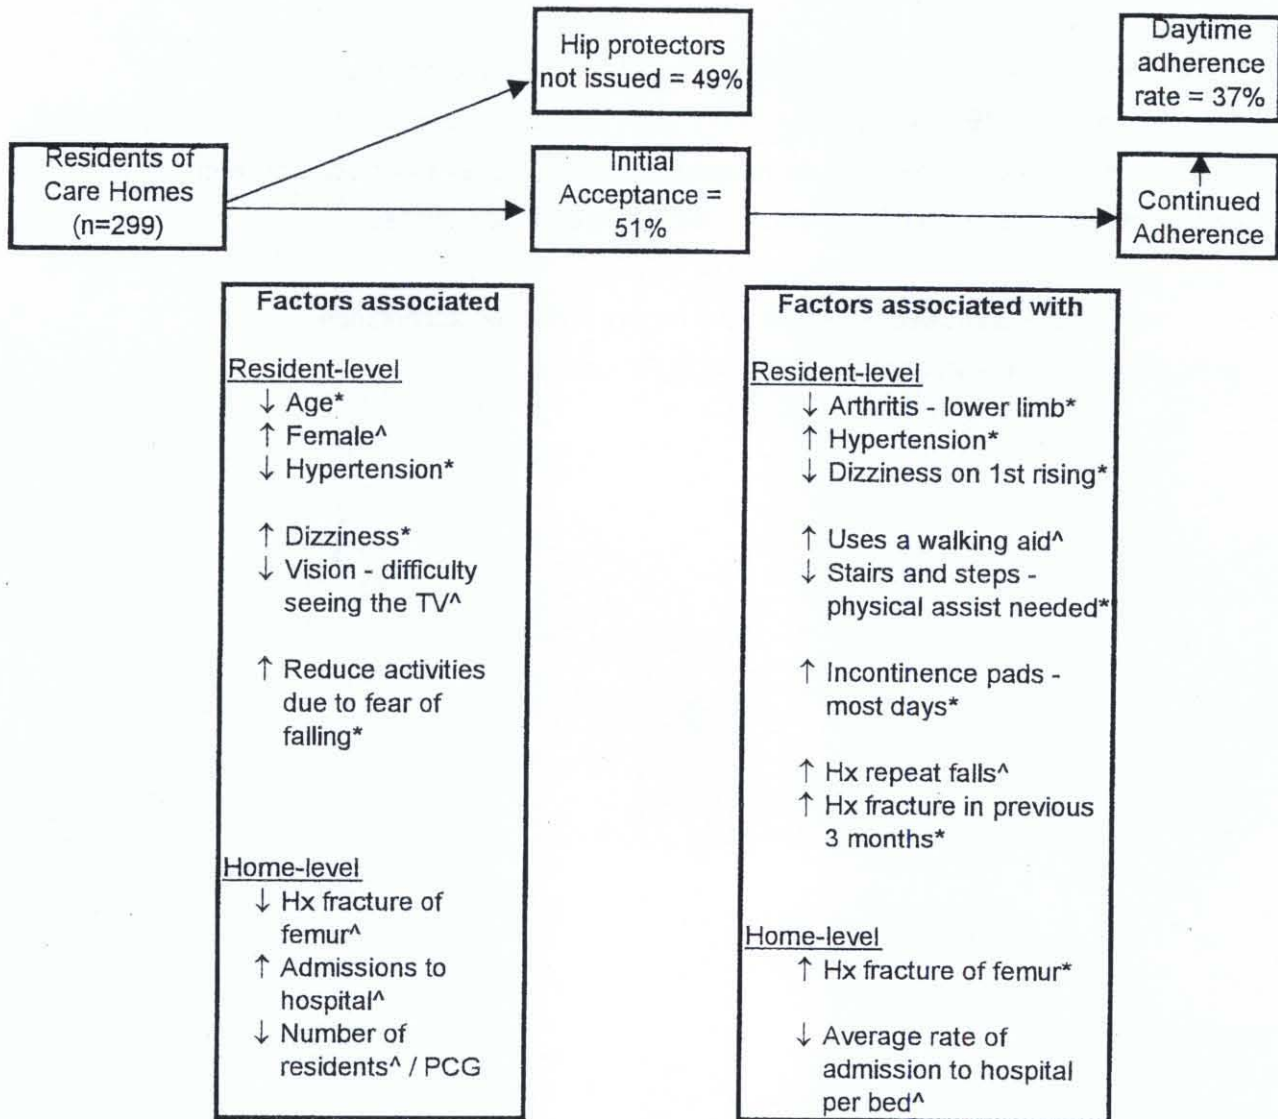 Hip protectors
not issued = 49%
Daytime
adherence
rate = 37%
Residents of
Care Homes
(n=299)
Initial
Acceptance =
51%
Continued
Adherence
Factors associated
Resident-level
↓ Age*
↑ Female^
↓ Hypertension*
↑ Dizziness*
↓ Vision - difficulty
seeing the TV^
↑ Reduce activities
due to fear of
falling*
Home-level
↓ Hx fracture of
femur^
↑ Admissions to
hospital^
↓ Number of
residents^ / PCG
Factors associated with
Resident-level
↓ Arthritis - lower limb*
↑ Hypertension*
↓ Dizziness on 1st rising*
↑ Uses a walking aid^
↓ Stairs and steps -
physical assist needed*
↑ Incontinence pads -
most days*
↑ Hx repeat falls^
↑ Hx fracture in previous
3 months*
Home-level
↑ Hx fracture of femur*
↓ Average rate of
admission to hospital
per bed^